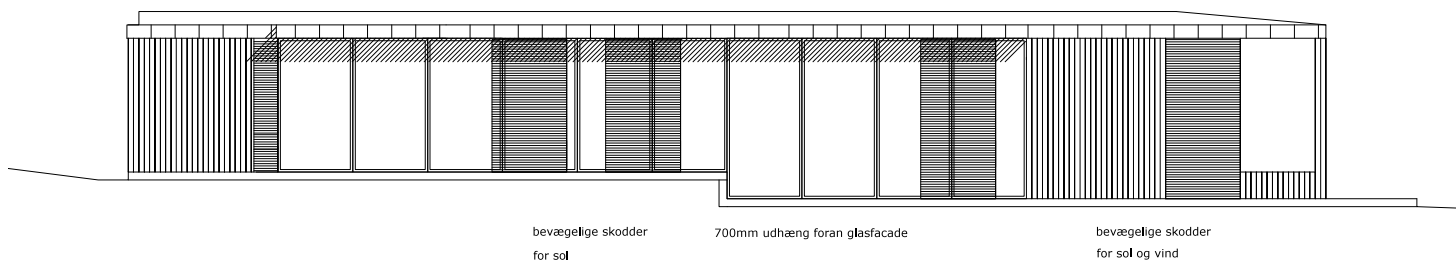 bevægelige skodder
for sol
700mm udhæng foran glasfacade
bevægelige skodder
for sol og vind